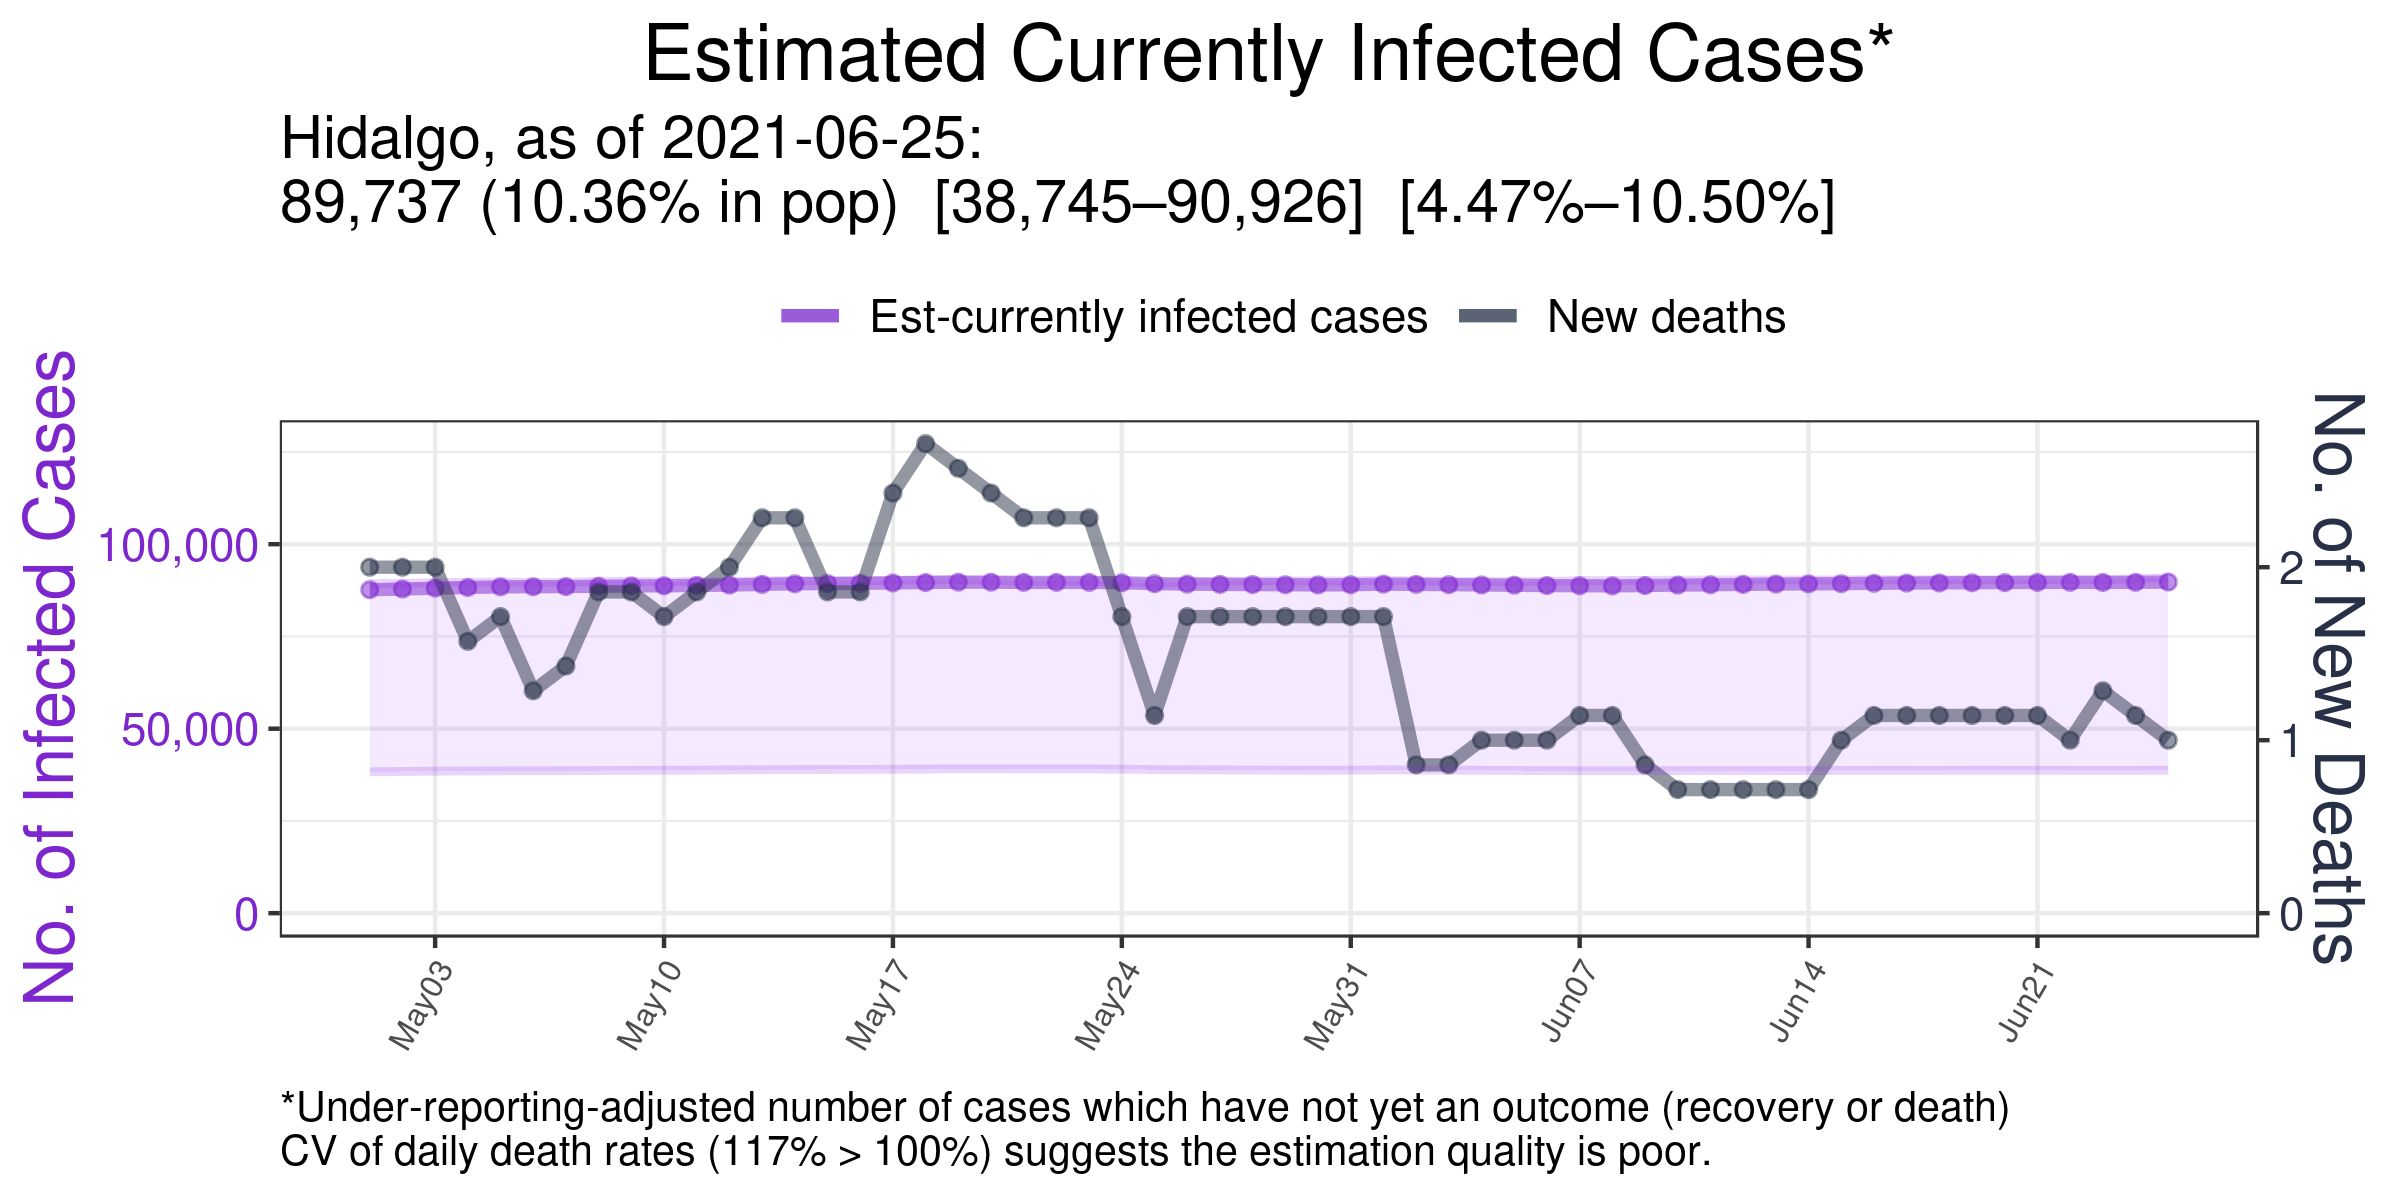 Estimated Currently Infected Cases*
Hidalgo, as of 2021-06-25:
89,737 (10.36% in pop)  [38,745–90,926]  [4.47%–10.50%]
Est-currently infected cases
New deaths
No. of Infected Cases
100,000
50,000
0
No. of New Deaths
2
1
0
May03
May10
May17
May24
May31
Jun07
Jun14
Jun21
*Under-reporting-adjusted number of cases which have not yet an outcome (recovery or death)
CV of daily death rates (117% > 100%) suggests the estimation quality is poor.